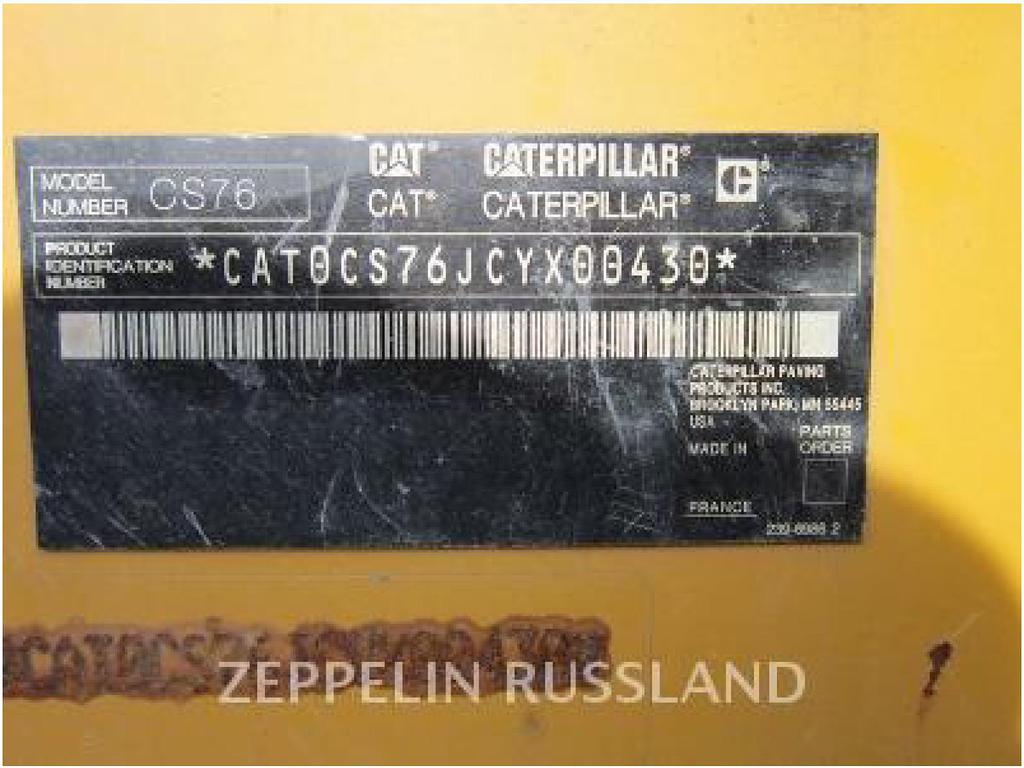 CAT® CATERPILLAR®
CAT® CATERPILLAR®
MODEL
NUMBER CS76
PRODUCT
IDENTIFICATION
NUMBER *CAT0CS76JCYX00430*
CATERPILLAR PAVING
PRODUCTS INC.
BROOKLYN PARK, MN 55445
USA
MADE IN
PARTS
ORDER
FRANCE
CAT0CS76
ZEPPELIN RUSSLAND